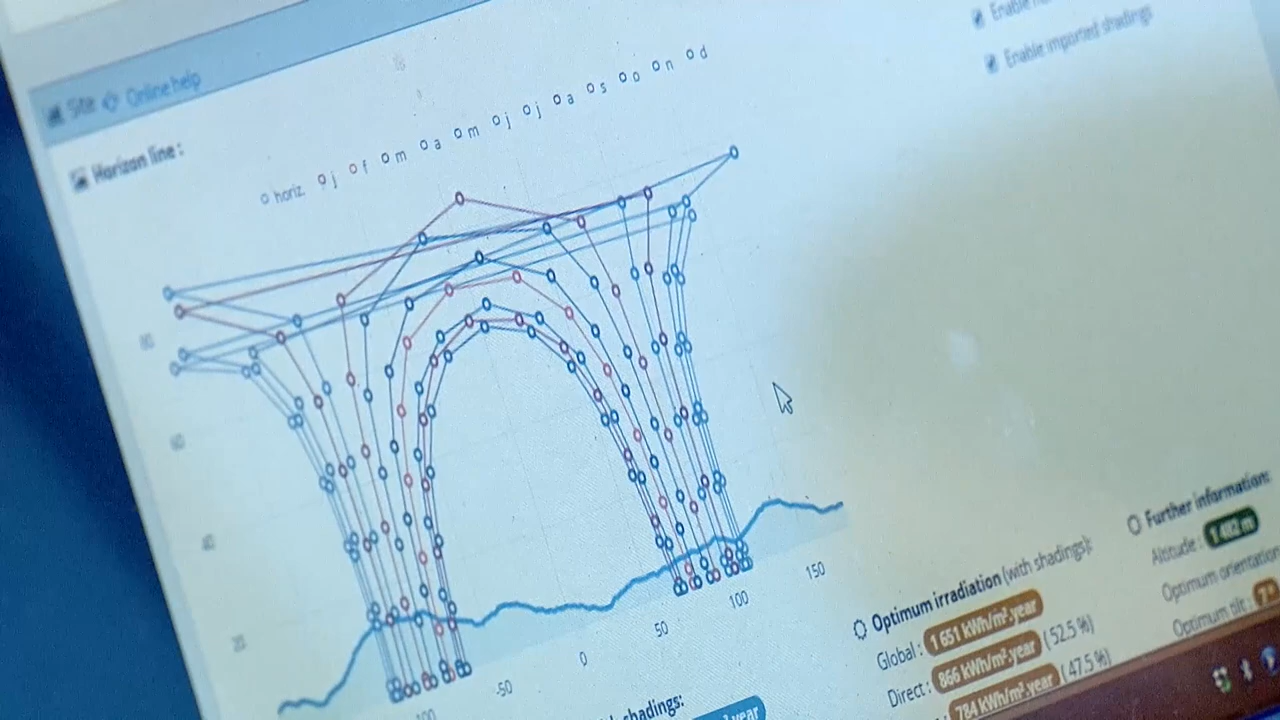 Enable
Enable imported shadings
Site Online help
Horizon line :
horiz. j f m a m j j a s o n d
80
60
40
20
-50
0
50
100
150
Optimum irradiation (with shadings):
Global : 1 651 kWh/m².year
Direct : 866 kWh/m².year ( 52.5 %)
784 kWh/m².year ( 47.5 %)
Further information:
Altitude :
Optimum orientation
Optimum tilt :
shadings: